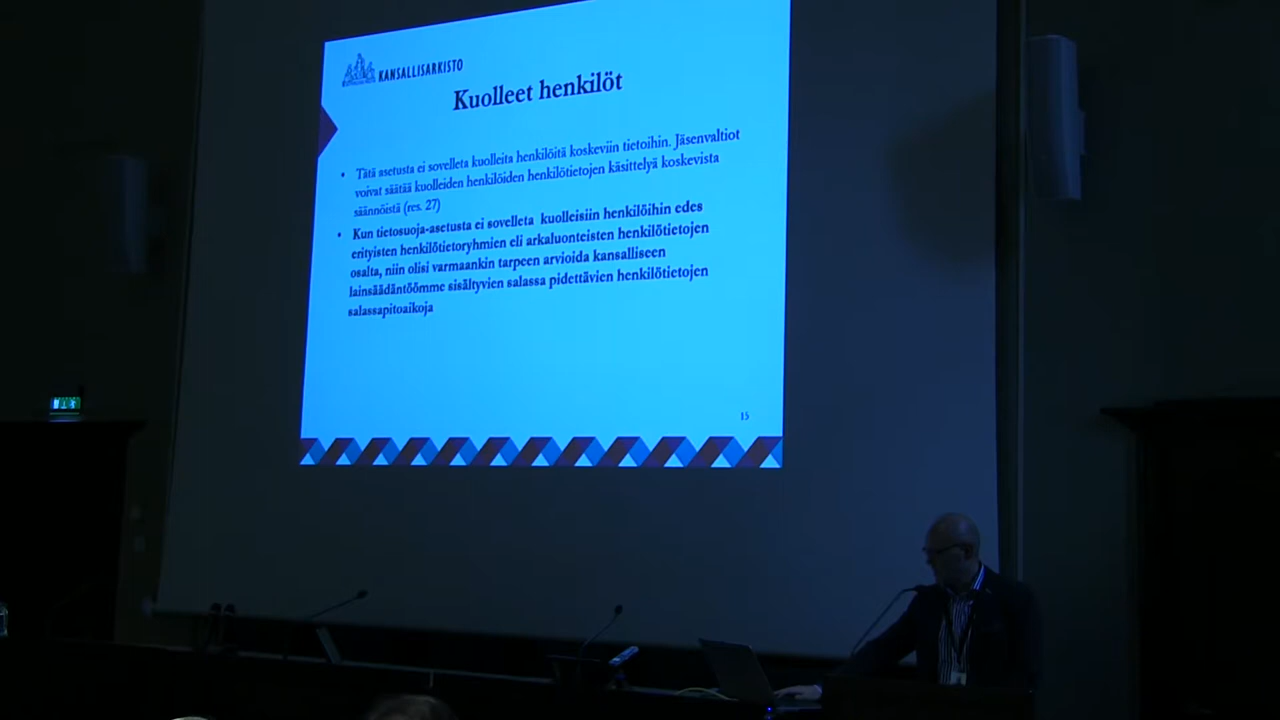 KANSALLISARKISTO
Kuolleet henkilöt
• Tätä asetusta ei sovelleta kuolleita henkilöitä koskeviin tietoihin. Jäsenvaltiot
voivat säätää kuolleiden henkilöiden henkilötietojen käsittelyä koskevista
säännöistä (res. 27)
• Kun tietosuoja-asetusta ei sovelleta kuolleisiin henkilöihin edes
erityisten henkilötietoryhmien eli arkaluonteisten henkilötietojen
osalta, niin olisi varmaankin tarpeen arvioida kansalliseen
lainsäädäntöömme sisältyvien salassa pidettävien henkilötietojen
salassapitoaikoja
15